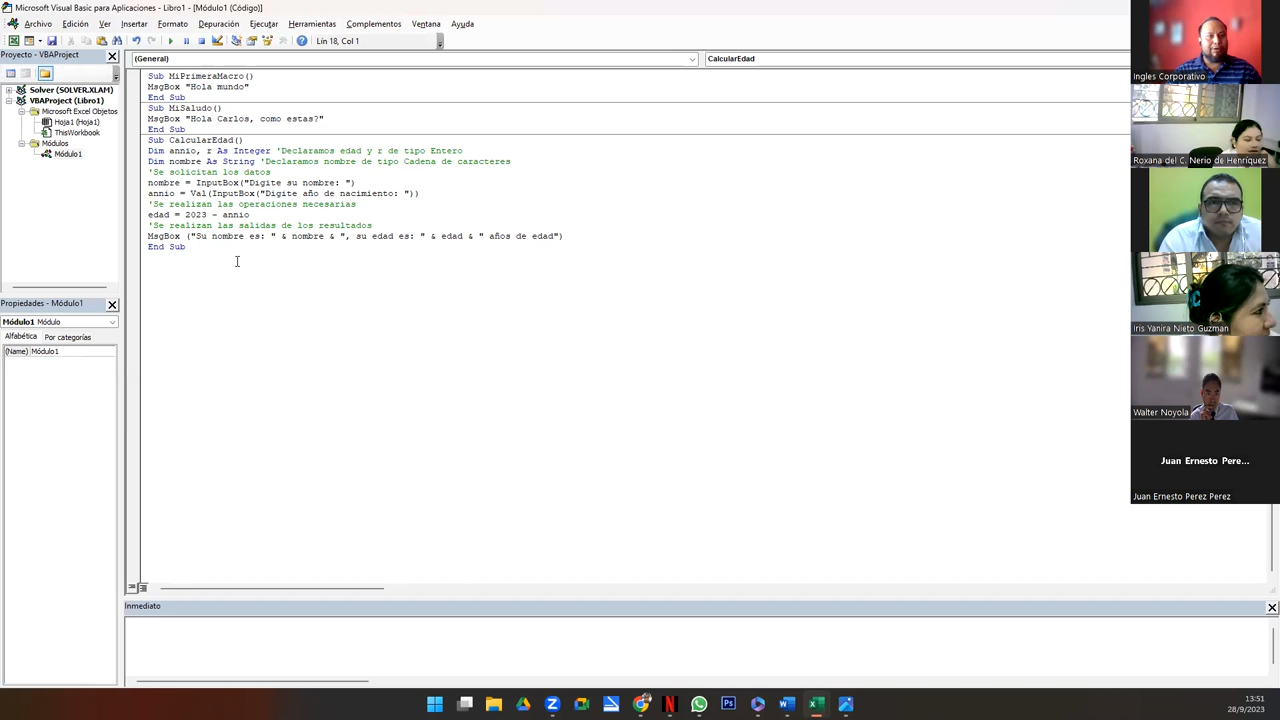 Microsoft Visual Basic para Aplicaciones - Libro1 - [Módulo1 (Código)]
Archivo Edición Ver Insertar Formato Depuración Ejecutar Herramientas Complementos Ventana Ayuda
Lín 18, Col 1
Proyecto - VBAProject
Solver (SOLVER.XLAM)
VBAProject (Libro1)
Microsoft Excel Objetos
Hoja1 (Hoja1)
ThisWorkbook
Módulos
Módulo1
Propiedades - Módulo1
Módulo1 Módulo
Alfabética Por categorías
(Name) Módulo1
(General) CalcularEdad
Sub MiPrimeraMacro()
MsgBox "Hola mundo"
End Sub
Sub MiSaludo()
MsgBox "Hola Carlos, como estas?"
End Sub
Sub CalcularEdad()
Dim annio, r As Integer 'Declaramos edad y r de tipo Entero
Dim nombre As String 'Declaramos nombre de tipo Cadena de caracteres
'Se solicitan los datos
nombre = InputBox("Digite su nombre: ")
annio = Val(InputBox("Digite año de nacimiento: "))
'Se realizan las operaciones necesarias
edad = 2023 - annio
'Se realizan las salidas de los resultados
MsgBox ("Su nombre es: " & nombre & ", su edad es: " & edad & " años de edad")
End Sub
Inmediato
Ingles Corporativo
Roxana del C. Nerio de Henríquez
Iris Yanira Nieto Guzman
Walter Noyola
Juan Ernesto Pere...
Juan Ernesto Perez Perez
13:51
28/9/2023